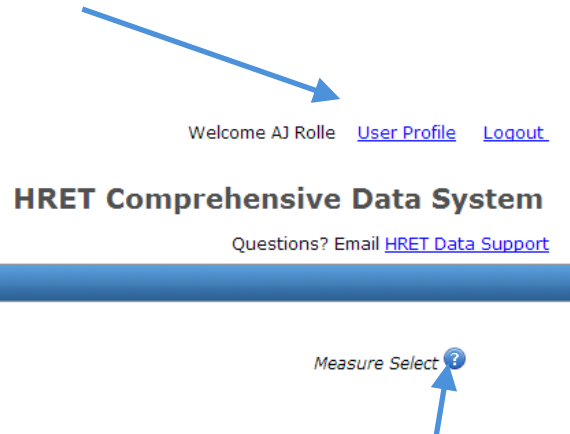 Welcome AJ Rolle User Profile Logout
HRET Comprehensive Data System
Questions? Email HRET Data Support
Measure Select ?